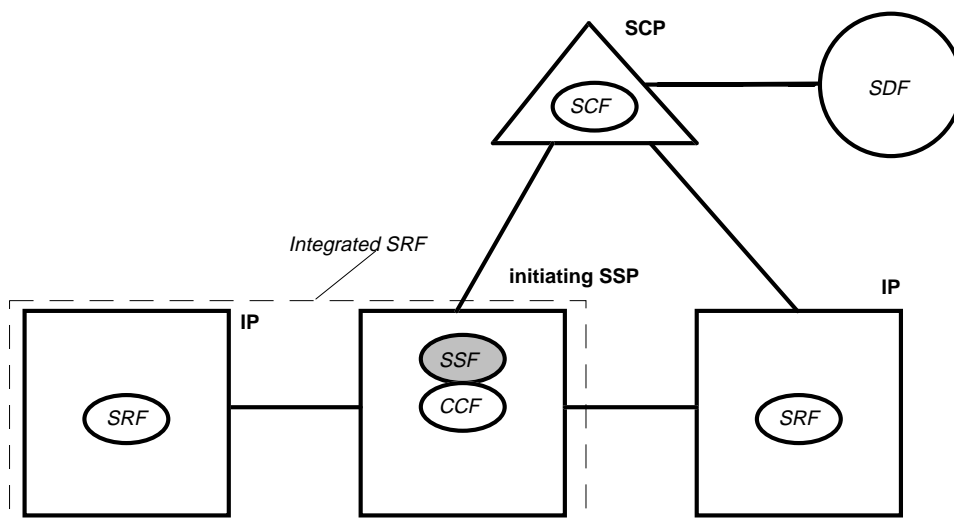 SCP
SCF
SDF
Integrated SRF
initiating SSP
IP
IP
SSF
SRF
CCF
SRF